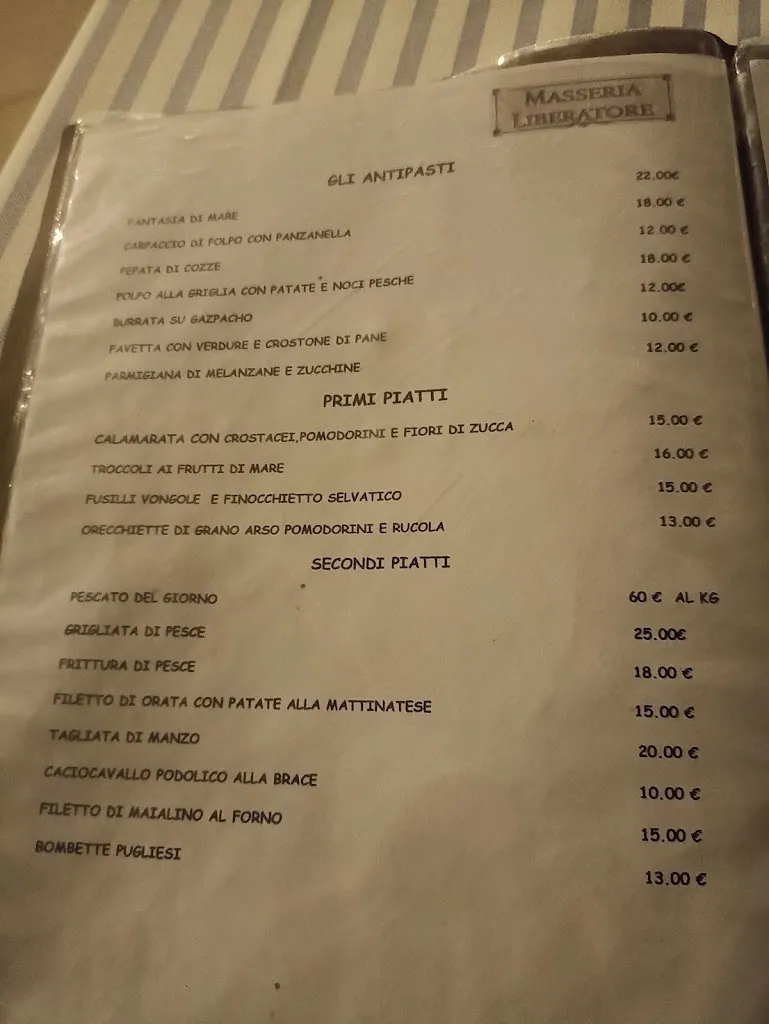 MASSERIA
LIBERATORE
GLI ANTIPASTI
FANTASIA DI MARE 22.00€
CARPACCIO DI POLPO CON PANZANELLA 18.00 €
PEPATA DI COZZE 12.00 €
POLPO ALLA GRIGLIA CON PATATE E NOCI PESCHE 18.00 €
BURRATA SU GAZPACHO 12.00€
FAVETTA CON VERDURE E CROSTONE DI PANE 10.00 €
PARMIGIANA DI MELANZANE E ZUCCHINE 12.00 €
PRIMI PIATTI
CALAMARATA CON CROSTACEI,POMODORINI E FIORI DI ZUCCA 15.00 €
TROCCOLI AI FRUTTI DI MARE 16.00 €
FUSILLI VONGOLE E FINOCCHIETTO SELVATICO 15.00 €
ORECCHIETTE DI GRANO ARSO POMODORINI E RUCOLA 13.00 €
SECONDI PIATTI
PESCATO DEL GIORNO 60 € AL KG
GRIGLIATA DI PESCE 25.00€
FRITTURA DI PESCE 18.00 €
FILETTO DI ORATA CON PATATE ALLA MATTINATESE 15.00 €
TAGLIATA DI MANZO 20.00 €
CACIOCAVALLO PODOLICO ALLA BRACE 10.00 €
FILETTO DI MAIALINO AL FORNO 15.00 €
BOMBETTE PUGLIESI 13.00 €